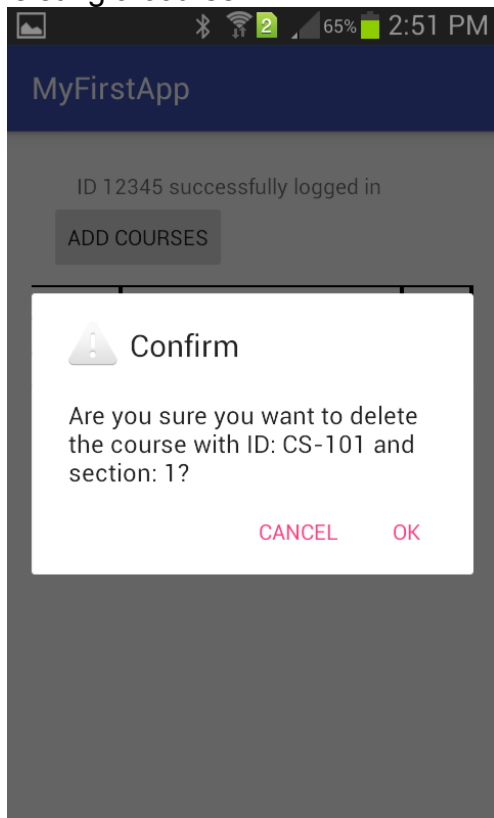 2 65% 2:51 PM
MyFirstApp
ID 12345 successfully logged in
ADD COURSES
Confirm
Are you sure you want to delete
the course with ID: CS-101 and
section: 1?
CANCEL OK